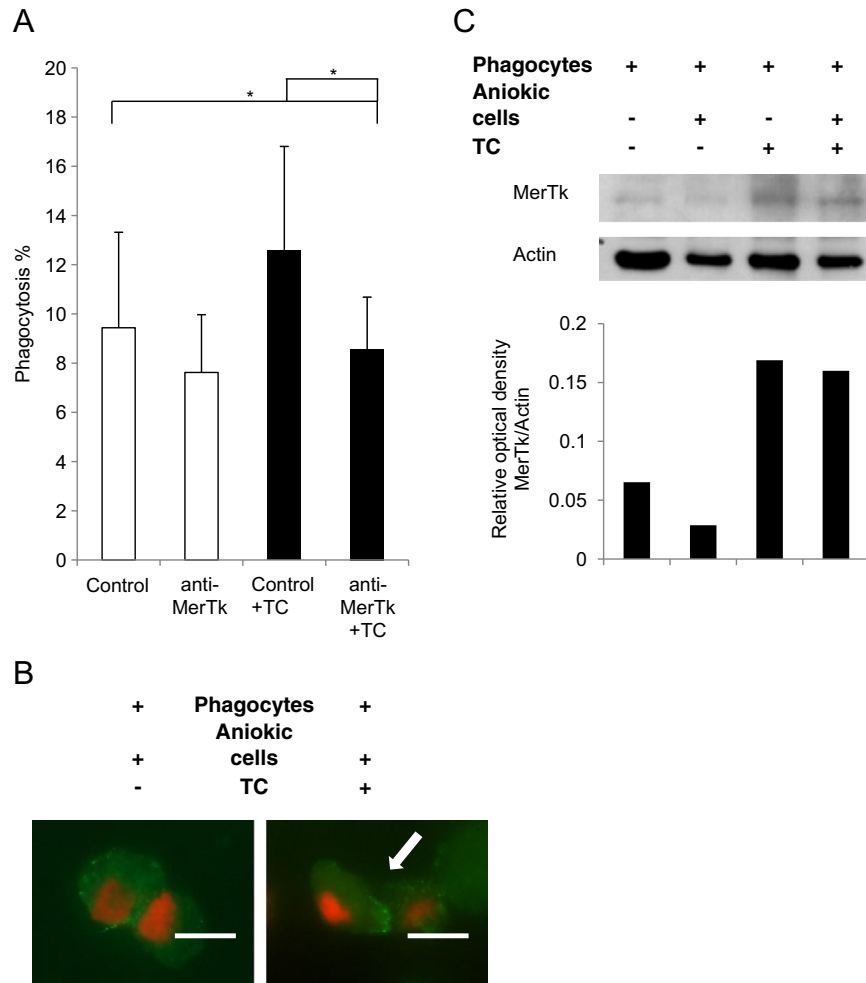 A
20
18
16
14
12
10
8
6
4
2
0
Phagocytosis %
*
*
Control
anti-
MerTk
Control
+TC
anti-
MerTk
+TC
B
+ Phagocytes +
Aniokic
+ cells +
- TC +
C
Phagocytes + + + +
Aniokic
cells - + - +
TC - - + +
MerTk
Actin
0.2
0.15
0.1
0.05
0
Relative optical density
MerTk/Actin